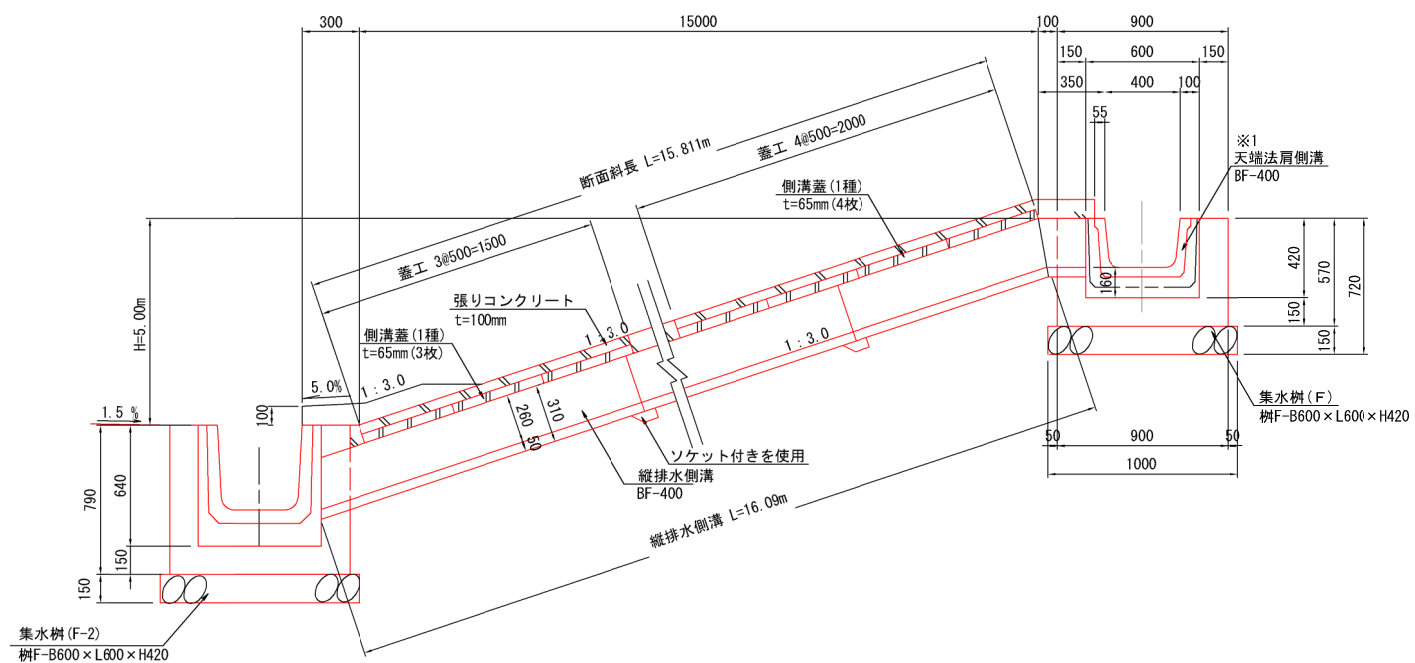 300
15000
100
900
150
600
150
350
400
100
55
※1
天端法肩側溝
BF-400
断面斜長 L=15.811m
蓋工 4@500=2000
側溝蓋(1種)
t=65mm(4枚)
蓋工 3@500=1500
張りコンクリート
t=100mm
側溝蓋(1種)
t=65mm(3枚)
H=5.00m
1:3.0
1:3.0
1:3.0
5.0%
100
1.5 %
260
50
310
160
420
150
570
150
720
ソケット付きを使用
縦排水側溝
BF-400
縦排水側溝 L=16.09m
集水桝(F)
桝F-B600×L600×H420
50
900
50
1000
790
640
150
150
集水桝(F-2)
桝F-B600×L600×H420